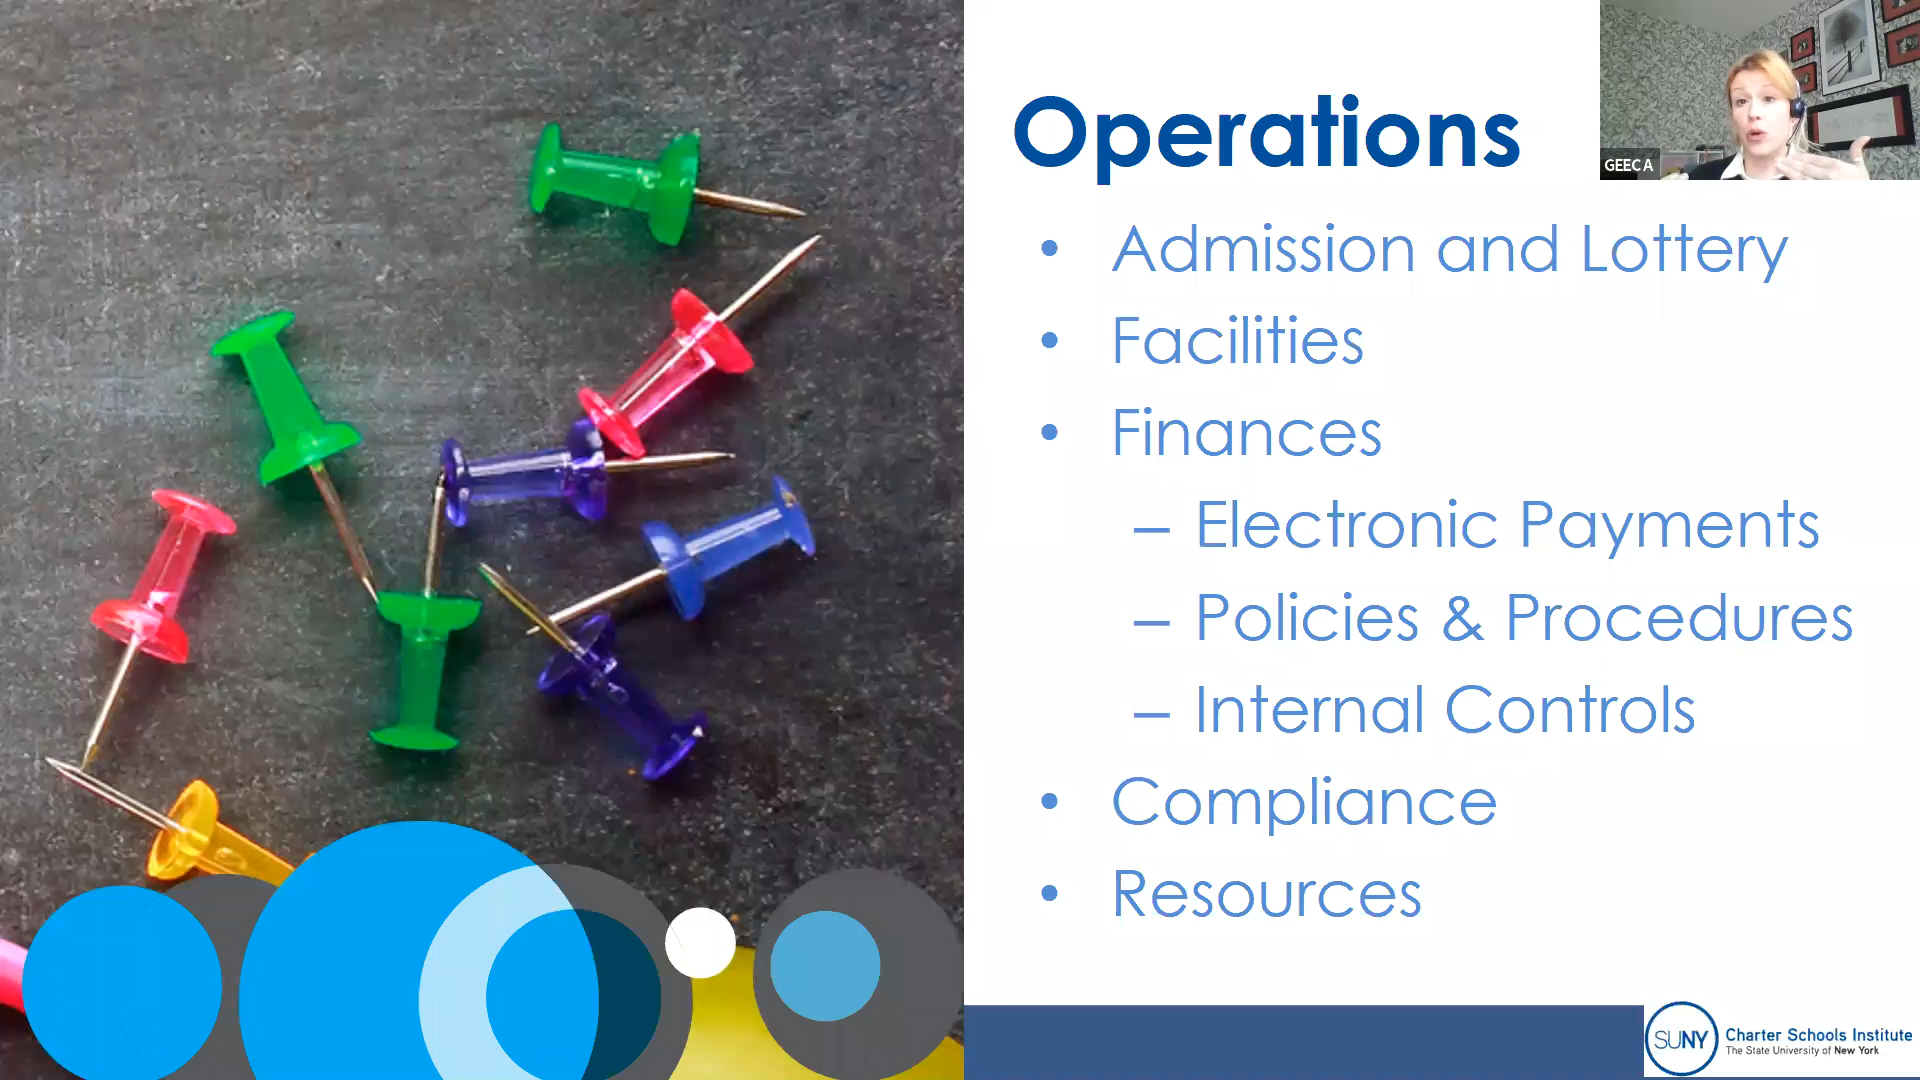 Operations
GEECA
• Admission and Lottery
• Facilities
• Finances
– Electronic Payments
– Policies & Procedures
– Internal Controls
• Compliance
• Resources
SUNY
Charter Schools Institute
The State University of New York